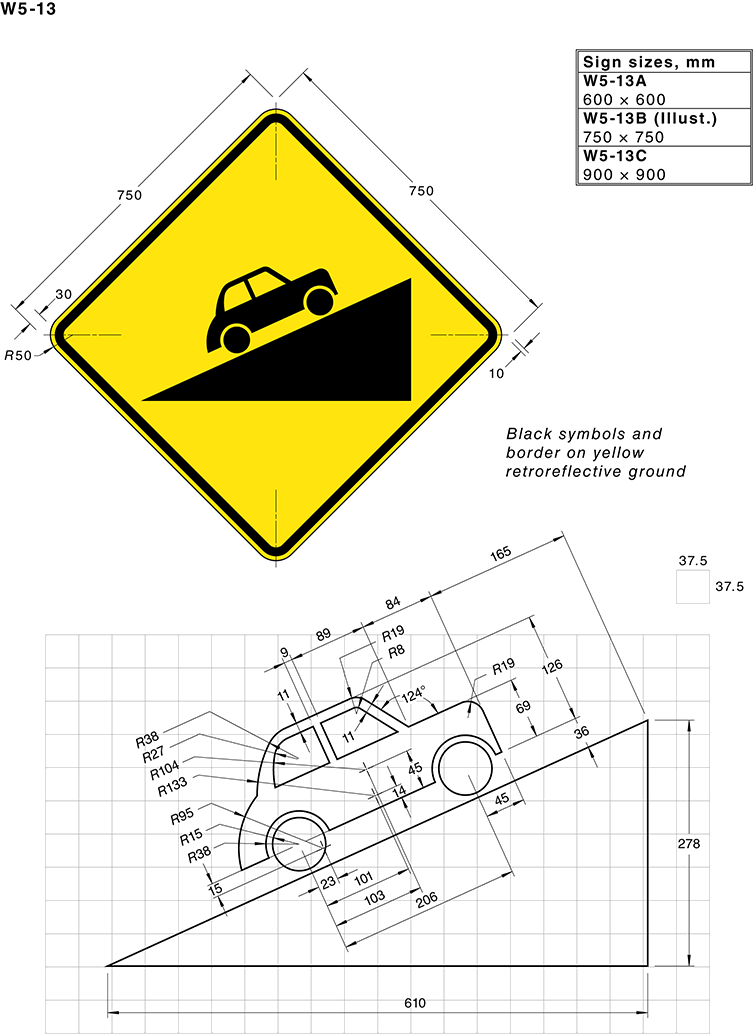 W5-13
Sign sizes, mm
W5-13A
600 × 600
W5-13B (Illust.)
750 × 750
W5-13C
900 × 900
750
750
30
R50
10
Black symbols and
border on yellow
retroreflective ground
37.5
37.5
165
84
89
9
R19
R8
11
124°
R19
126
69
36
11
R38
R27
R104
R133
45
14
45
R95
R15
R38
15
23
101
103
206
278
610